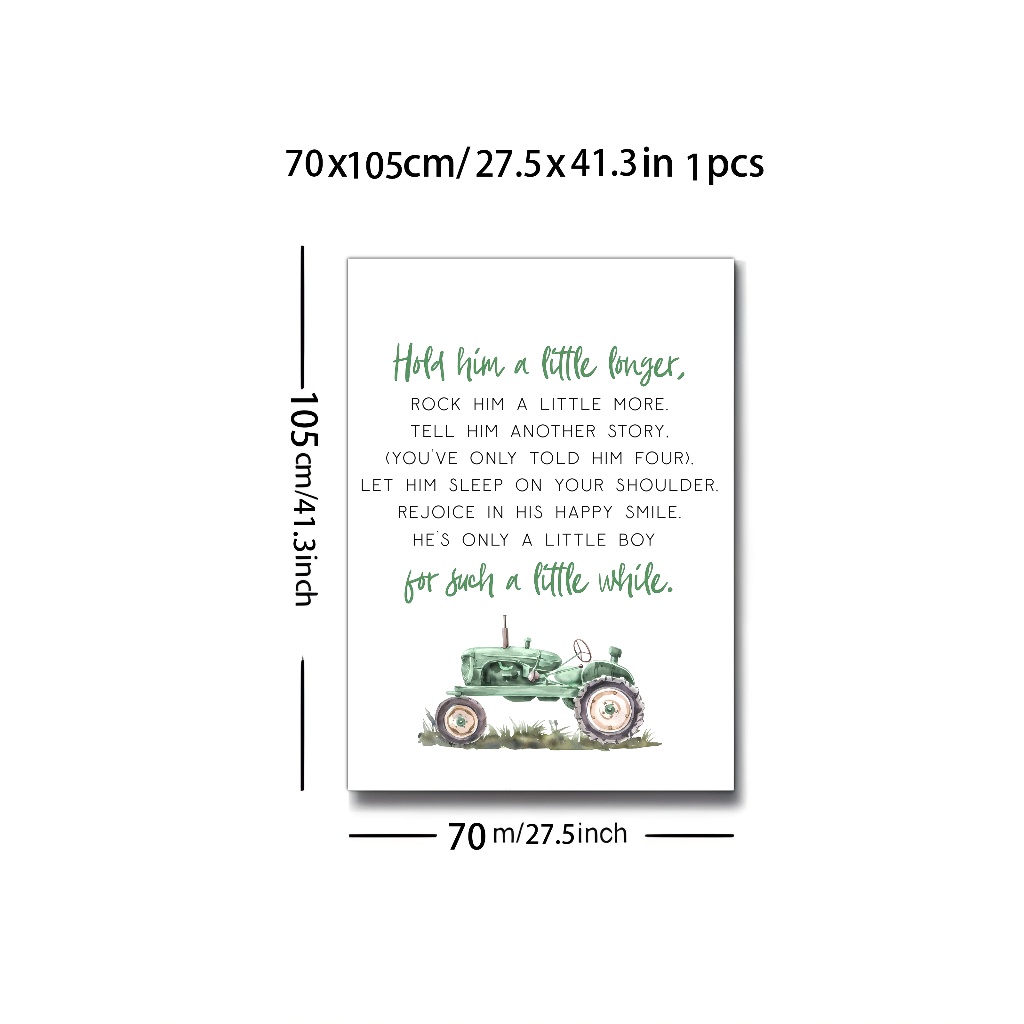 70x105cm/27.5x41.3in 1pcs
Hold him a little longer,
ROCK HIM A LITTLE MORE.
TELL HIM ANOTHER STORY.
(YOU'VE ONLY TOLD HIM FOUR).
LET HIM SLEEP ON YOUR SHOULDER.
REJOICE IN HIS HAPPY SMILE.
HE'S ONLY A LITTLE BOY
for such a little while.
105cm/41.3inch
70 m/27.5inch